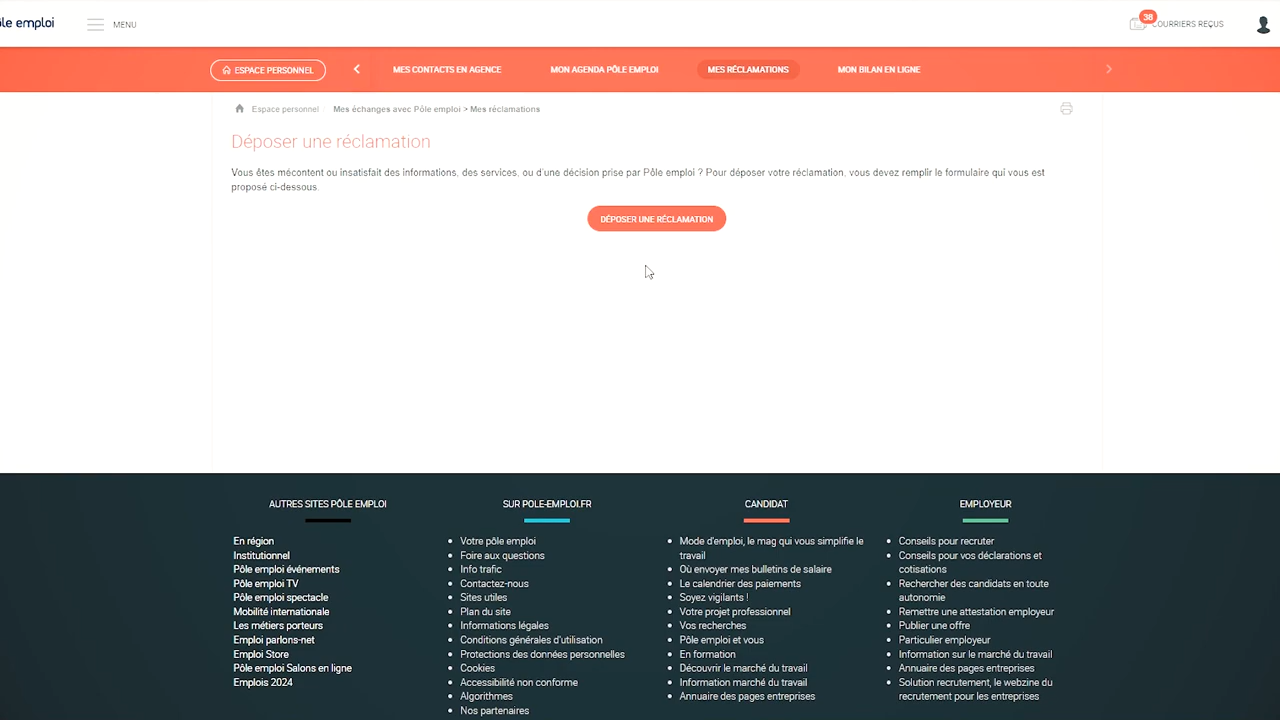 le emploi
MENU
38
COURRIERS REÇUS
ESPACE PERSONNEL
MES CONTACTS EN AGENCE
MON AGENDA PÔLE EMPLOI
MES RÉCLAMATIONS
MON BILAN EN LIGNE
Espace personnel
Mes échanges avec Pôle emploi > Mes réclamations
Déposer une réclamation
Vous êtes mécontent ou insatisfait des informations, des services, ou d'une décision prise par Pôle emploi ? Pour déposer votre réclamation, vous devez remplir le formulaire qui vous est
proposé ci-dessous.
DÉPOSER UNE RÉCLAMATION
AUTRES SITES PÔLE EMPLOI
En région
Institutionnel
Pôle emploi événements
Pôle emploi TV
Pôle emploi spectacle
Mobilité internationale
Les métiers porteurs
Emploi parlons-net
Emploi Store
Pôle emploi Salons en ligne
Emplois 2024
SUR POLE-EMPLOI.FR
Votre pôle emploi
Foire aux questions
Info trafic
Contactez-nous
Sites utiles
Plan du site
Informations légales
Conditions générales d'utilisation
Protections des données personnelles
Cookies
Accessibilité non conforme
Algorithmes
Nos partenaires
CANDIDAT
Mode d'emploi, le mag qui vous simplifie le
travail
Où envoyer mes bulletins de salaire
Le calendrier des paiements
Soyez vigilants !
Votre projet professionnel
Vos recherches
Pôle emploi et vous
En formation
Découvrir le marché du travail
Information marché du travail
Annuaire des pages entreprises
EMPLOYEUR
Conseils pour recruter
Conseils pour vos déclarations et
cotisations
Rechercher des candidats en toute
autonomie
Remettre une attestation employeur
Publier une offre
Particulier employeur
Information sur le marché du travail
Annuaire des pages entreprises
Solution recrutement, le webzine du
recrutement pour les entreprises